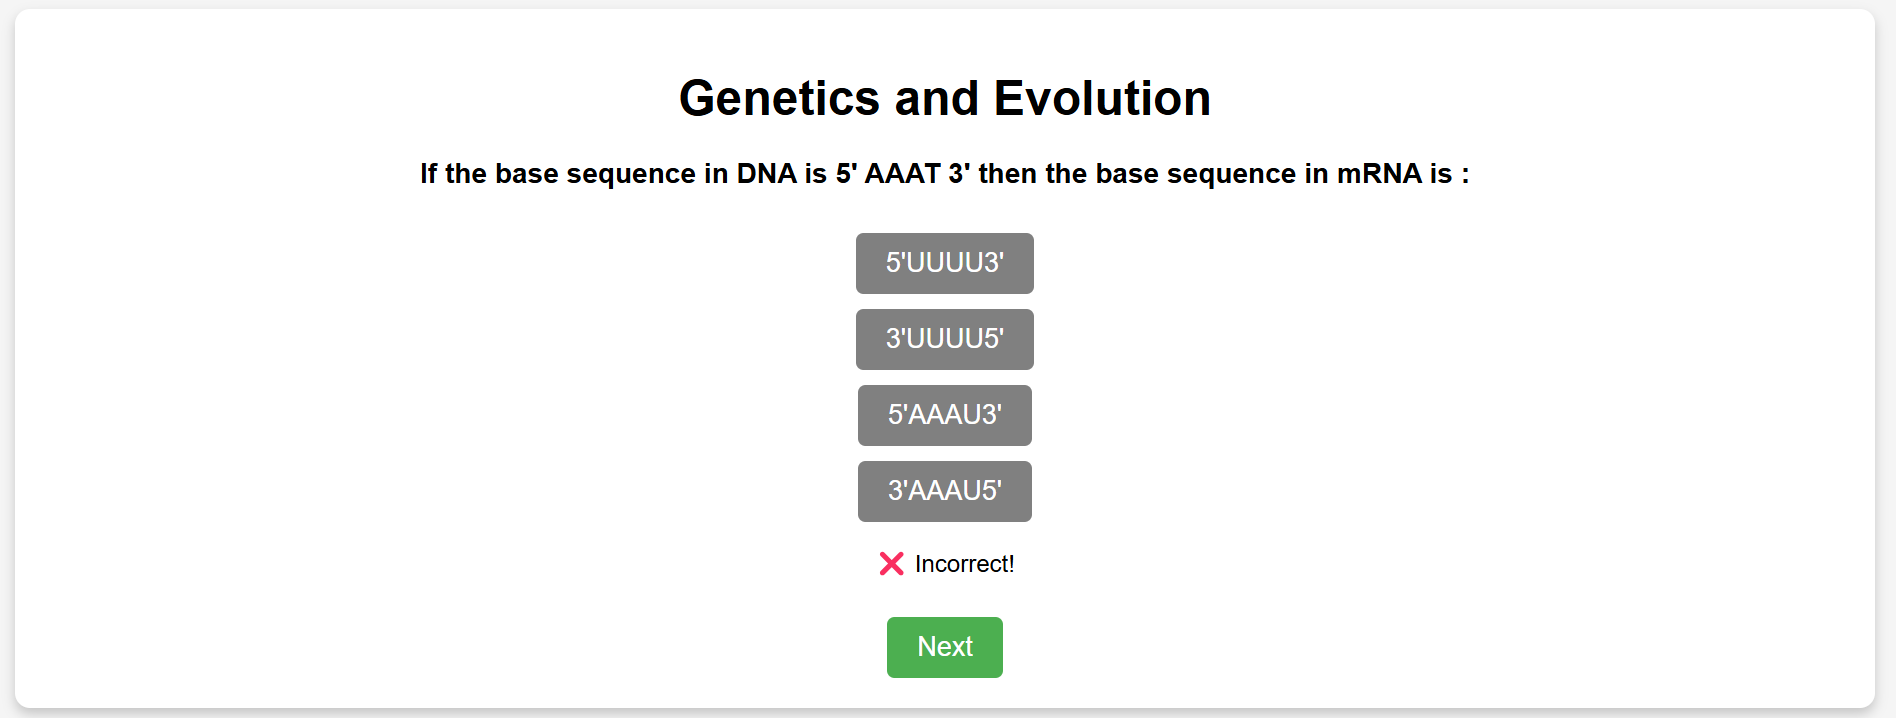 Genetics and Evolution
If the base sequence in DNA is 5' AAAT 3' then the base sequence in mRNA is :
5'UUUU3'
3'UUUU5'
5'AAAU3'
3'AAAU5'
❌ Incorrect!
Next